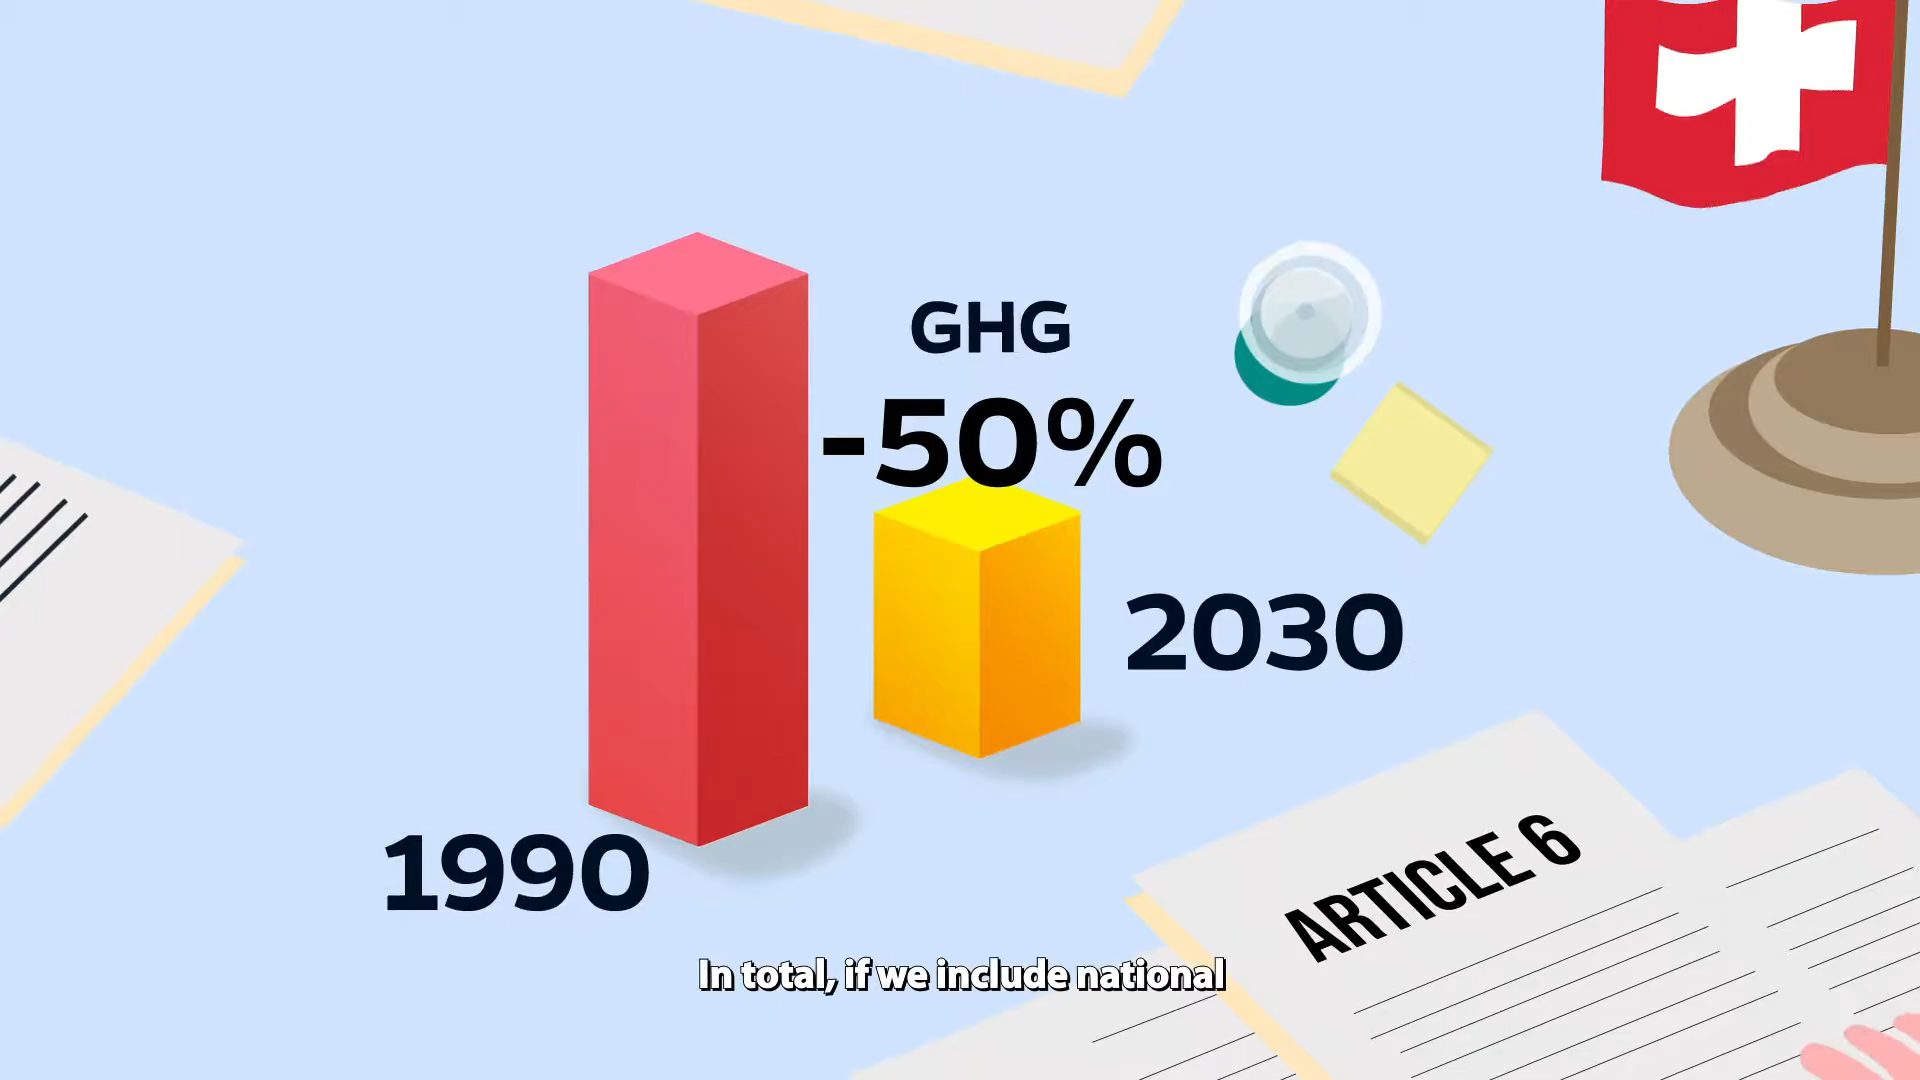 GHG
-50%
2030
1990
ARTICLE 6
In total, if we include national